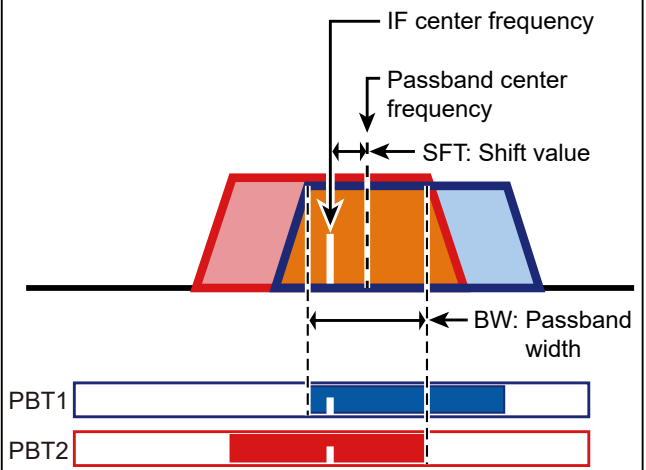 IF center frequency
Passband center
frequency
SFT: Shift value
BW: Passband
width
PBT1
PBT2